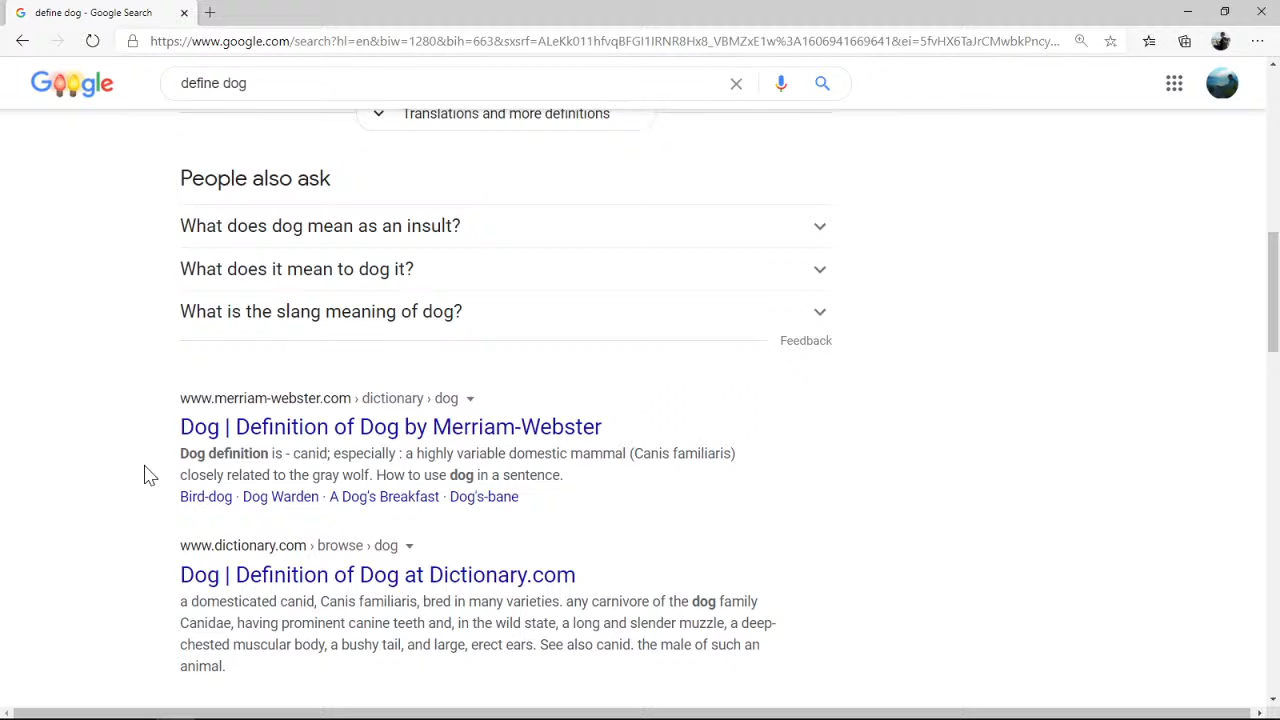 define dog - Google Search
https://www.google.com/search?hl=en&biw=1280&bih=663&sxsrf=ALeKk011hfvqBFGI1IRNR8Hx8_VBMZxE1w%3A1606941669641&ei=5fvHX6TaJrCMwbkPncy...
Google
define dog
Translations and more definitions
People also ask
What does dog mean as an insult?
What does it mean to dog it?
What is the slang meaning of dog?
Feedback
www.merriam-webster.com › dictionary › dog
Dog | Definition of Dog by Merriam-Webster
Dog definition is - canid; especially : a highly variable domestic mammal (Canis familiaris)
closely related to the gray wolf. How to use dog in a sentence.
Bird-dog · Dog Warden · A Dog's Breakfast · Dog's-bane
www.dictionary.com › browse › dog
Dog | Definition of Dog at Dictionary.com
a domesticated canid, Canis familiaris, bred in many varieties. any carnivore of the dog family
Canidae, having prominent canine teeth and, in the wild state, a long and slender muzzle, a deep-
chested muscular body, a bushy tail, and large, erect ears. See also canid. the male of such an
animal.